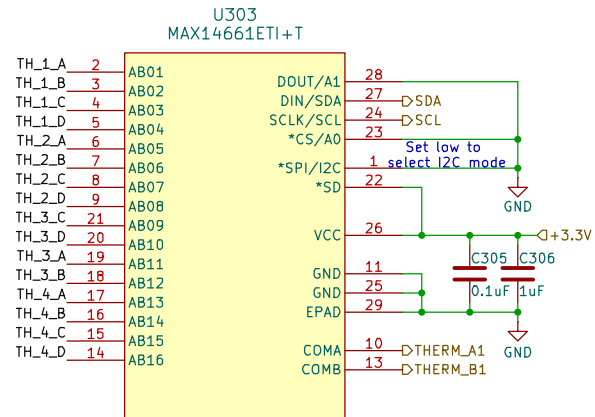 U303
MAX14661ETI+T
TH_1_A 2 AB01
TH_1_B 3 AB02
TH_1_C 4 AB03
TH_1_D 5 AB04
TH_2_A 6 AB05
TH_2_B 7 AB06
TH_2_C 8 AB07
TH_2_D 9 AB08
TH_3_C 21 AB09
TH_3_D 20 AB10
TH_3_A 19 AB11
TH_3_B 18 AB12
TH_4_A 17 AB13
TH_4_B 16 AB14
TH_4_C 15 AB15
TH_4_D 14 AB16
DOUT/A1 28
DIN/SDA 27 SDA
SCLK/SCL 24 SCL
*CS/A0 23
Set low to
select I2C mode
*SPI/I2C 1
*SD 22
GND
VCC 26 +3.3V
GND 11
GND 25
EPAD 29
C305
0.1uF
C306
1uF
GND
COMA 10 THERM_A1
COMB 13 THERM_B1